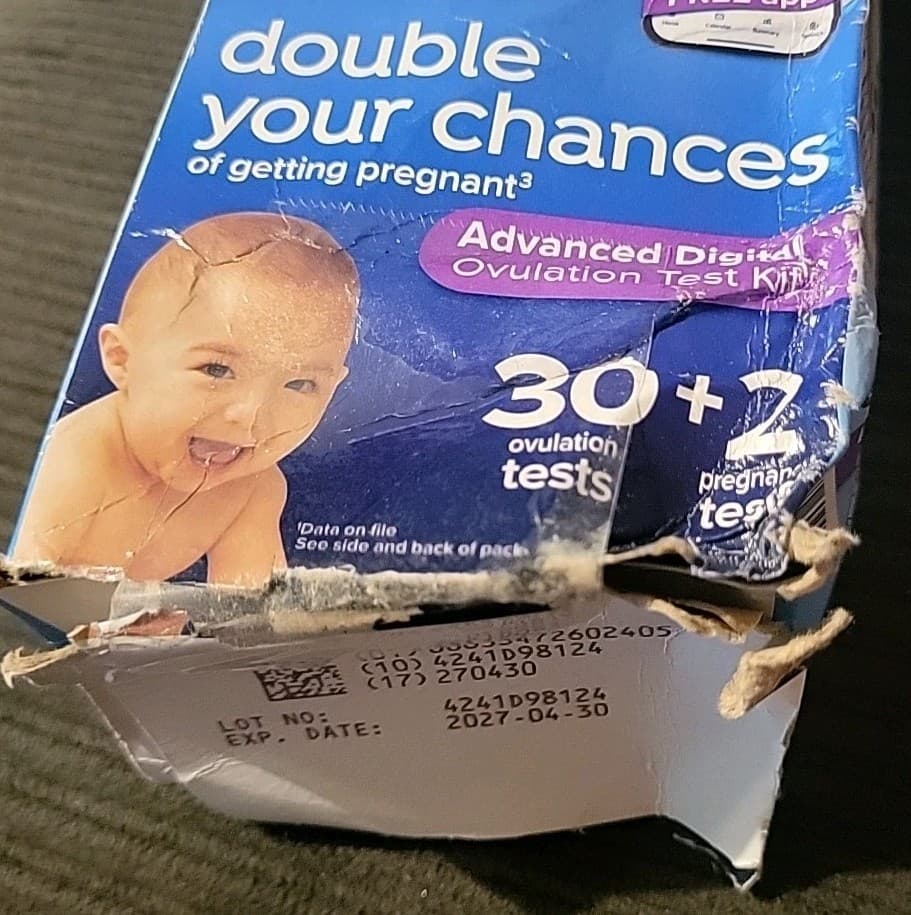 double
your chances
of getting pregnant³
Advanced Digital
Ovulation Test Kit
30 + 2
ovulation
tests
¹Data on file
See side and back of pack
(10) 4241D98124
(17) 270430
LOT NO: 4241D98124
EXP. DATE: 2027-04-30